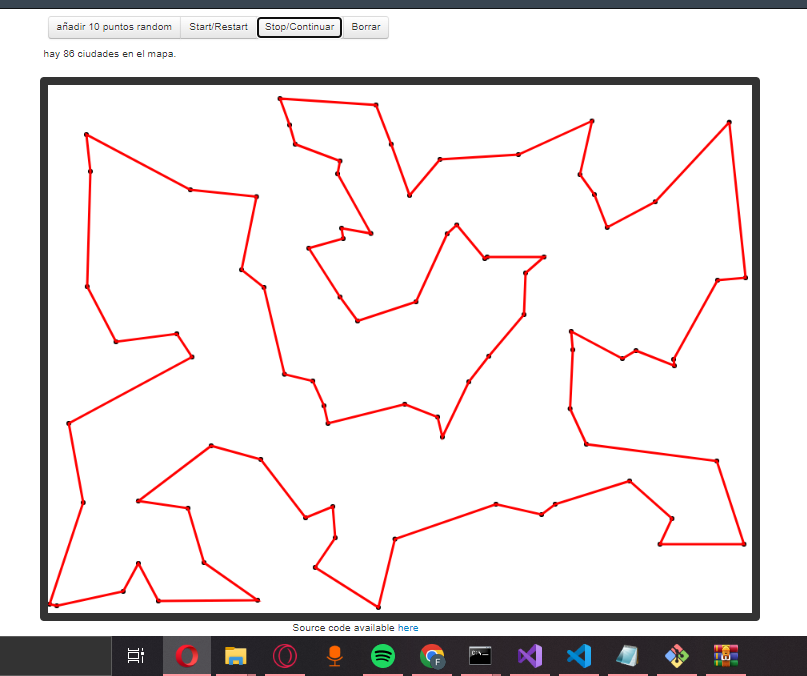 añadir 10 puntos random Start/Restart Stop/Continuar Borrar
hay 86 ciudades en el mapa.
Source code available here
F